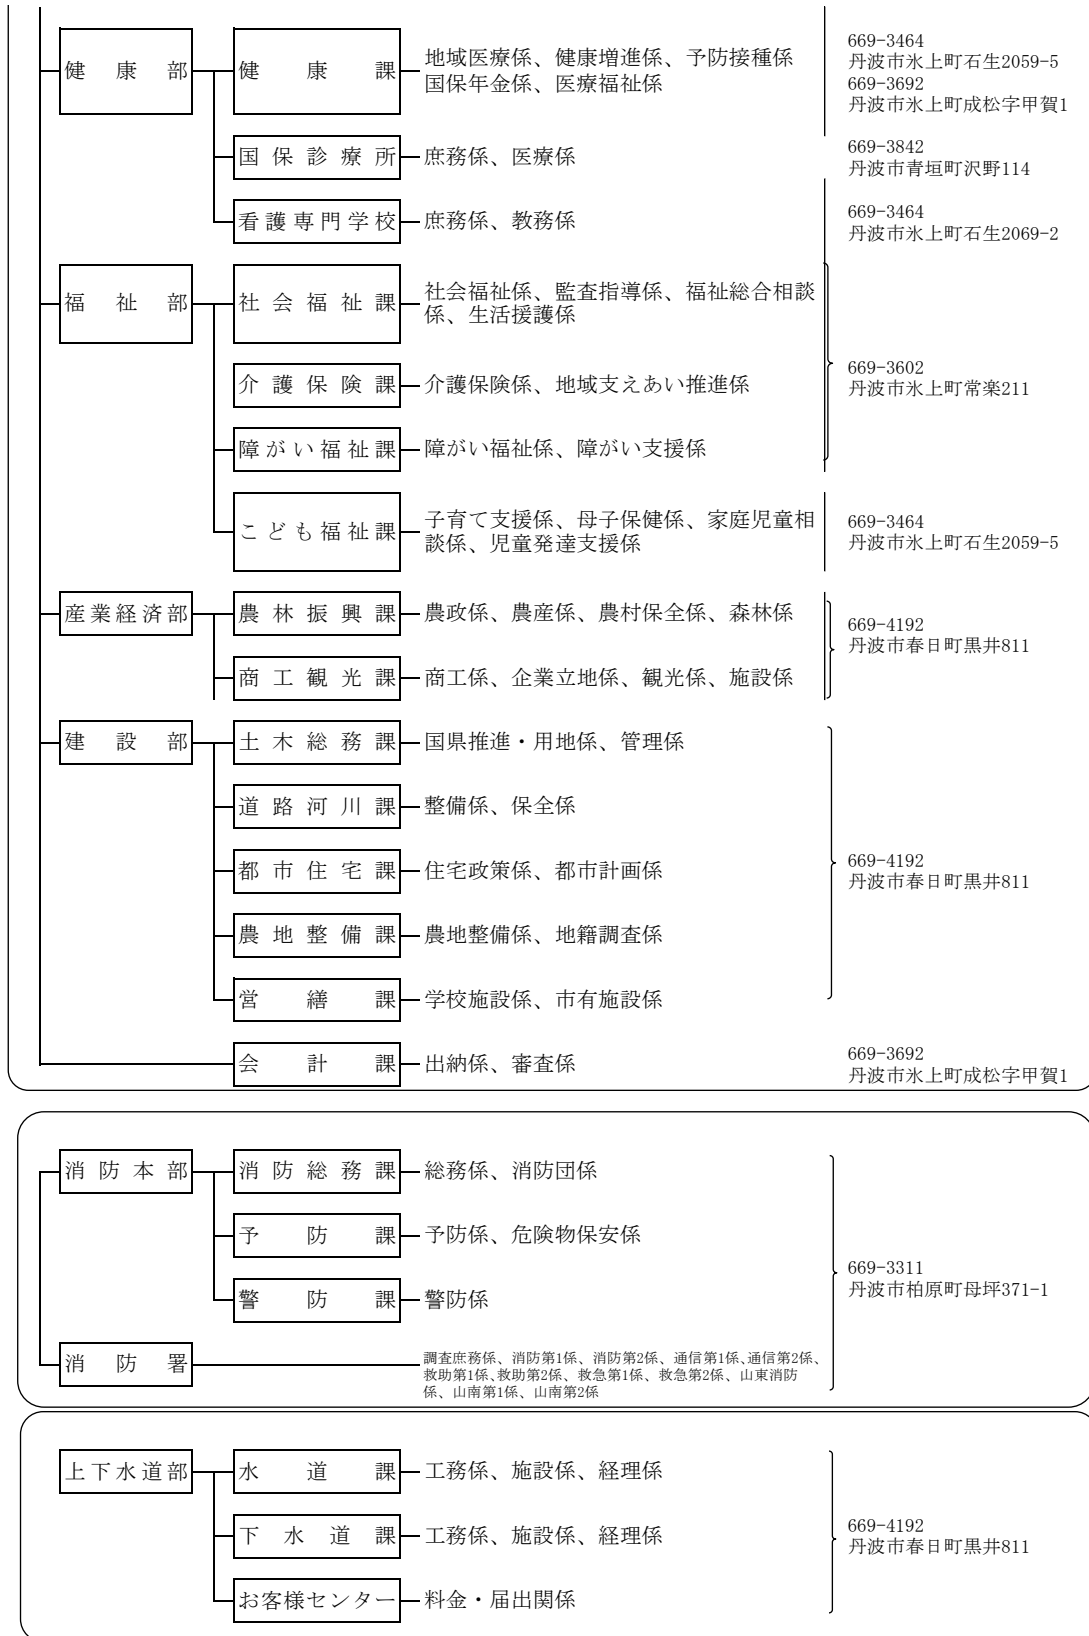 健康部 健康課 地域医療係、健康増進係、予防接種係
国保年金係、医療福祉係
669-3464
丹波市氷上町石生2059-5
669-3692
丹波市氷上町成松字甲賀1
国保診療所 庶務係、医療係
669-3842
丹波市青垣町沢野114
看護専門学校 庶務係、教務係
669-3464
丹波市氷上町石生2069-2
福祉部 社会福祉課 社会福祉係、監査指導係、福祉総合相談
係、生活援護係
介護保険課 介護保険係、地域支えあい推進係
669-3602
丹波市氷上町常楽211
障がい福祉課 障がい福祉係、障がい支援係
こども福祉課 子育て支援係、母子保健係、家庭児童相
談係、児童発達支援係
669-3464
丹波市氷上町石生2059-5
産業経済部 農林振興課 農政係、農産係、農村保全係、森林係
669-4192
丹波市春日町黒井811
商工観光課 商工係、企業立地係、観光係、施設係
建設部 土木総務課 国県推進・用地係、管理係
道路河川課 整備係、保全係
都市住宅課 住宅政策係、都市計画係
669-4192
丹波市春日町黒井811
農地整備課 農地整備係、地籍調査係
営繕課 学校施設係、市有施設係
会計課 出納係、審査係
669-3692
丹波市氷上町成松字甲賀1
消防本部 消防総務課 総務係、消防団係
予防課 予防係、危険物保安係
669-3311
丹波市柏原町母坪371-1
警防課 警防係
消防署 調査庶務係、消防第1係、消防第2係、通信第1係、通信第2係、
救助第1係、救助第2係、救急第1係、救急第2係、山東消防
係、山南第1係、山南第2係
上下水道部 水道課 工務係、施設係、経理係
下水道課 工務係、施設係、経理係
669-4192
丹波市春日町黒井811
お客様センター 料金・届出関係